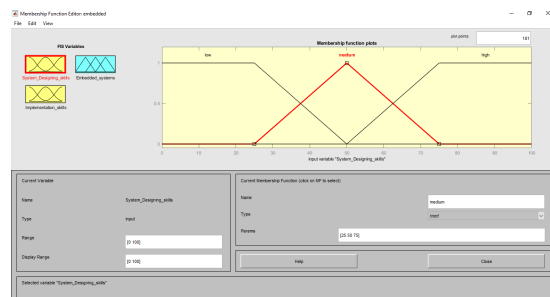 Membership Function Editor: embedded
File Edit View
FIS Variables
System_Designing_skills
Embedded_systems
Implementation_skills
Membership function plots
plot points:
181
low
medium
high
1
0.5
0
0 10 20 30 40 50 60 70 80 90 100
input variable "System_Designing_skills"
Current Variable
Name System_Designing_skills
Type input
Range [0 100]
Display Range [0 100]
Current Membership Function (click on MF to select)
Name medium
Type trimf
Params [25 50 75]
Help
Close
Selected variable "System_Designing_skills"